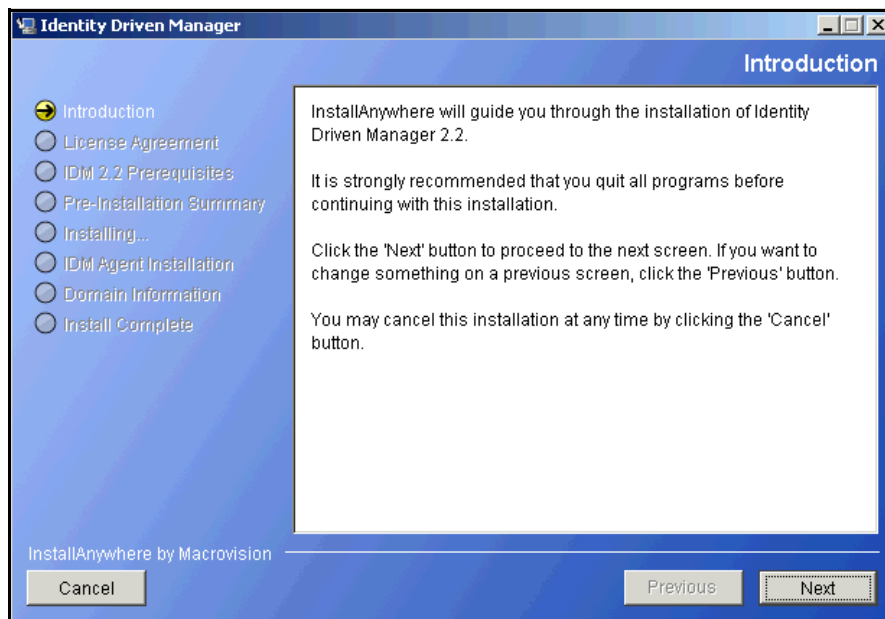 Identity Driven Manager
Introduction
Introduction
License Agreement
IDM 2.2 Prerequisites
Pre-Installation Summary
Installing...
IDM Agent Installation
Domain Information
Install Complete
InstallAnywhere will guide you through the installation of Identity
Driven Manager 2.2.
It is strongly recommended that you quit all programs before
continuing with this installation.
Click the 'Next' button to proceed to the next screen. If you want to
change something on a previous screen, click the 'Previous' button.
You may cancel this installation at any time by clicking the 'Cancel'
button.
InstallAnywhere by Macrovision
Cancel
Previous
Next